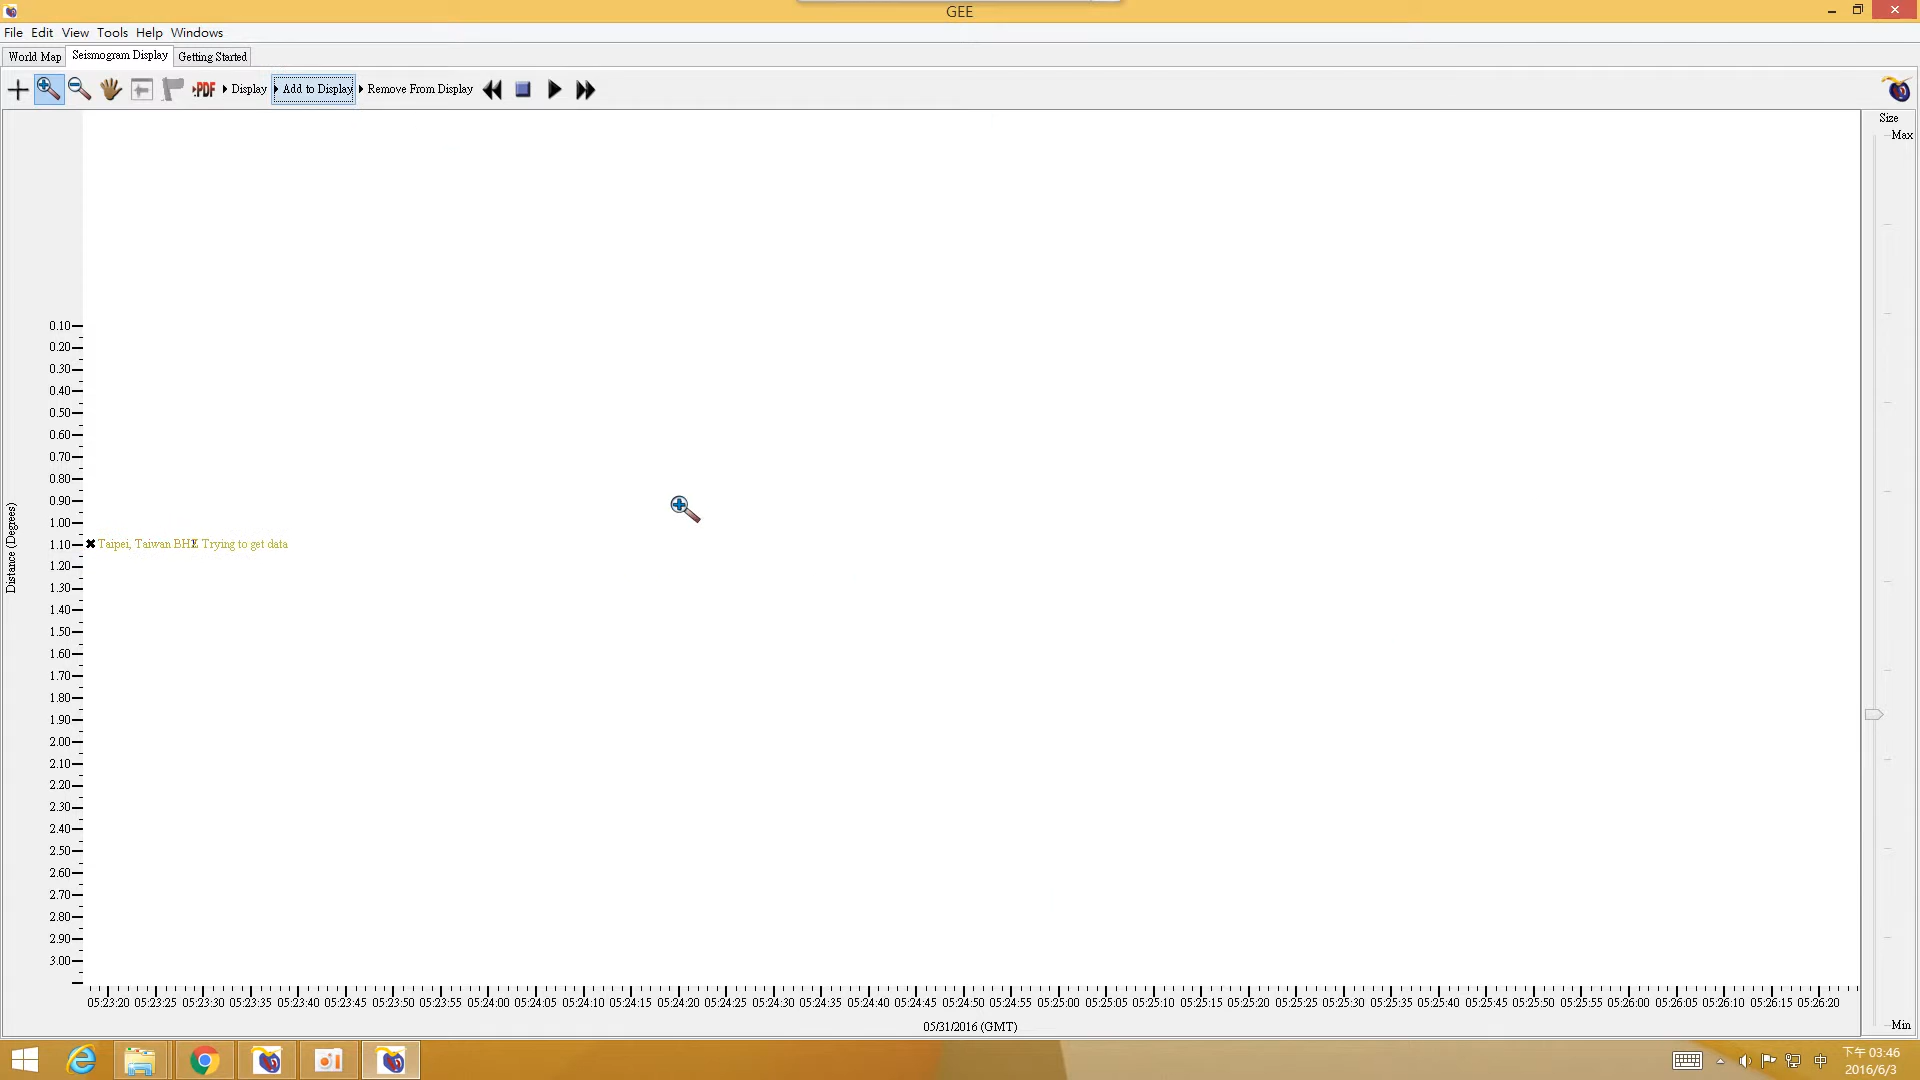 GEE
File Edit View Tools Help Windows
World Map Seismogram Display Getting Started
PDF Display Add to Display Remove From Display
Size
Max
0.10
0.20
0.30
0.40
0.50
0.60
0.70
0.80
0.90
1.00
1.10
Taipei, Taiwan BHZ Trying to get data
1.20
1.30
1.40
1.50
1.60
1.70
1.80
1.90
2.00
2.10
2.20
2.30
2.40
2.50
2.60
2.70
2.80
2.90
3.00
Distance (Degrees)
05:23:20 05:23:25 05:23:30 05:23:35 05:23:40 05:23:45 05:23:50 05:23:55 05:24:00 05:24:05 05:24:10 05:24:15 05:24:20 05:24:25 05:24:30 05:24:35 05:24:40 05:24:45 05:24:50 05:24:55 05:25:00 05:25:05 05:25:10 05:25:15 05:25:20 05:25:25 05:25:30 05:25:35 05:25:40 05:25:45 05:25:50 05:25:55 05:26:00 05:26:05 05:26:10 05:26:15 05:26:20
05/31/2016 (GMT)
Min
中
下午 03:46
2016/6/3